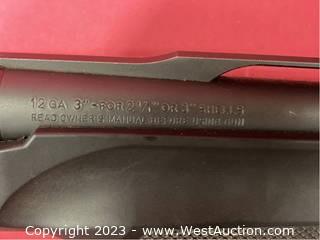 12 GA 3"-FOR 2 3/4" OR 3" SHELLS
READ OWNER'S MANUAL BEFORE USING GUN
Copyright 2023 - www.WestAuction.com